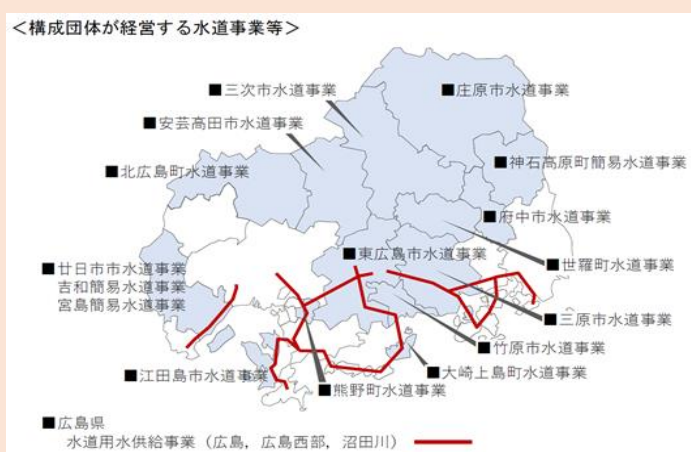 ＜構成団体が経営する水道事業等＞
■三次市水道事業
■庄原市水道事業
■安芸高田市水道事業
■北広島町水道事業
■神石高原町簡易水道事業
■府中市水道事業
■東広島市水道事業
■世羅町水道事業
■廿日市市水道事業
吉和簡易水道事業
宮島簡易水道事業
■三原市水道事業
■竹原市水道事業
■江田島市水道事業
■大崎上島町水道事業
■熊野町水道事業
■広島県
水道用水供給事業（広島，広島西部，沼田川）